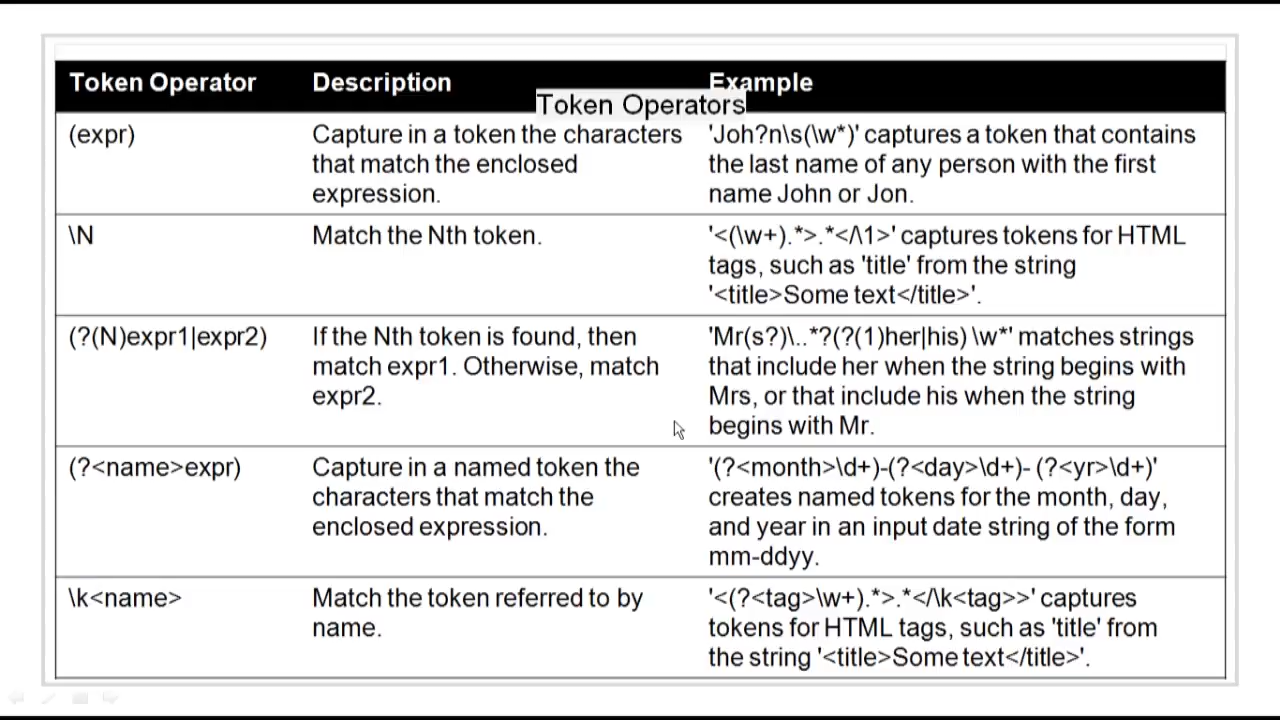 Token Operator Description Example
Token Operators
(expr) Capture in a token the characters 'Joh?n\s(\w*)' captures a token that contains
that match the enclosed the last name of any person with the first
expression. name John or Jon.
\N Match the Nth token. '<(\w+).*>.*</\1>' captures tokens for HTML
tags, such as 'title' from the string
'<title>Some text</title>'.
(?(N)expr1|expr2) If the Nth token is found, then 'Mr(s?)\..*?(?(1)her|his) \w*' matches strings
match expr1. Otherwise, match that include her when the string begins with
expr2. Mrs, or that include his when the string
begins with Mr.
(?<name>expr) Capture in a named token the '(?<month>\d+)-(?<day>\d+)- (?<yr>\d+)'
characters that match the creates named tokens for the month, day,
enclosed expression. and year in an input date string of the form
mm-ddyy.
\k<name> Match the token referred to by '<(?<tag>\w+).*>.*</\k<tag>>' captures
name. tokens for HTML tags, such as 'title' from
the string '<title>Some text</title>'.